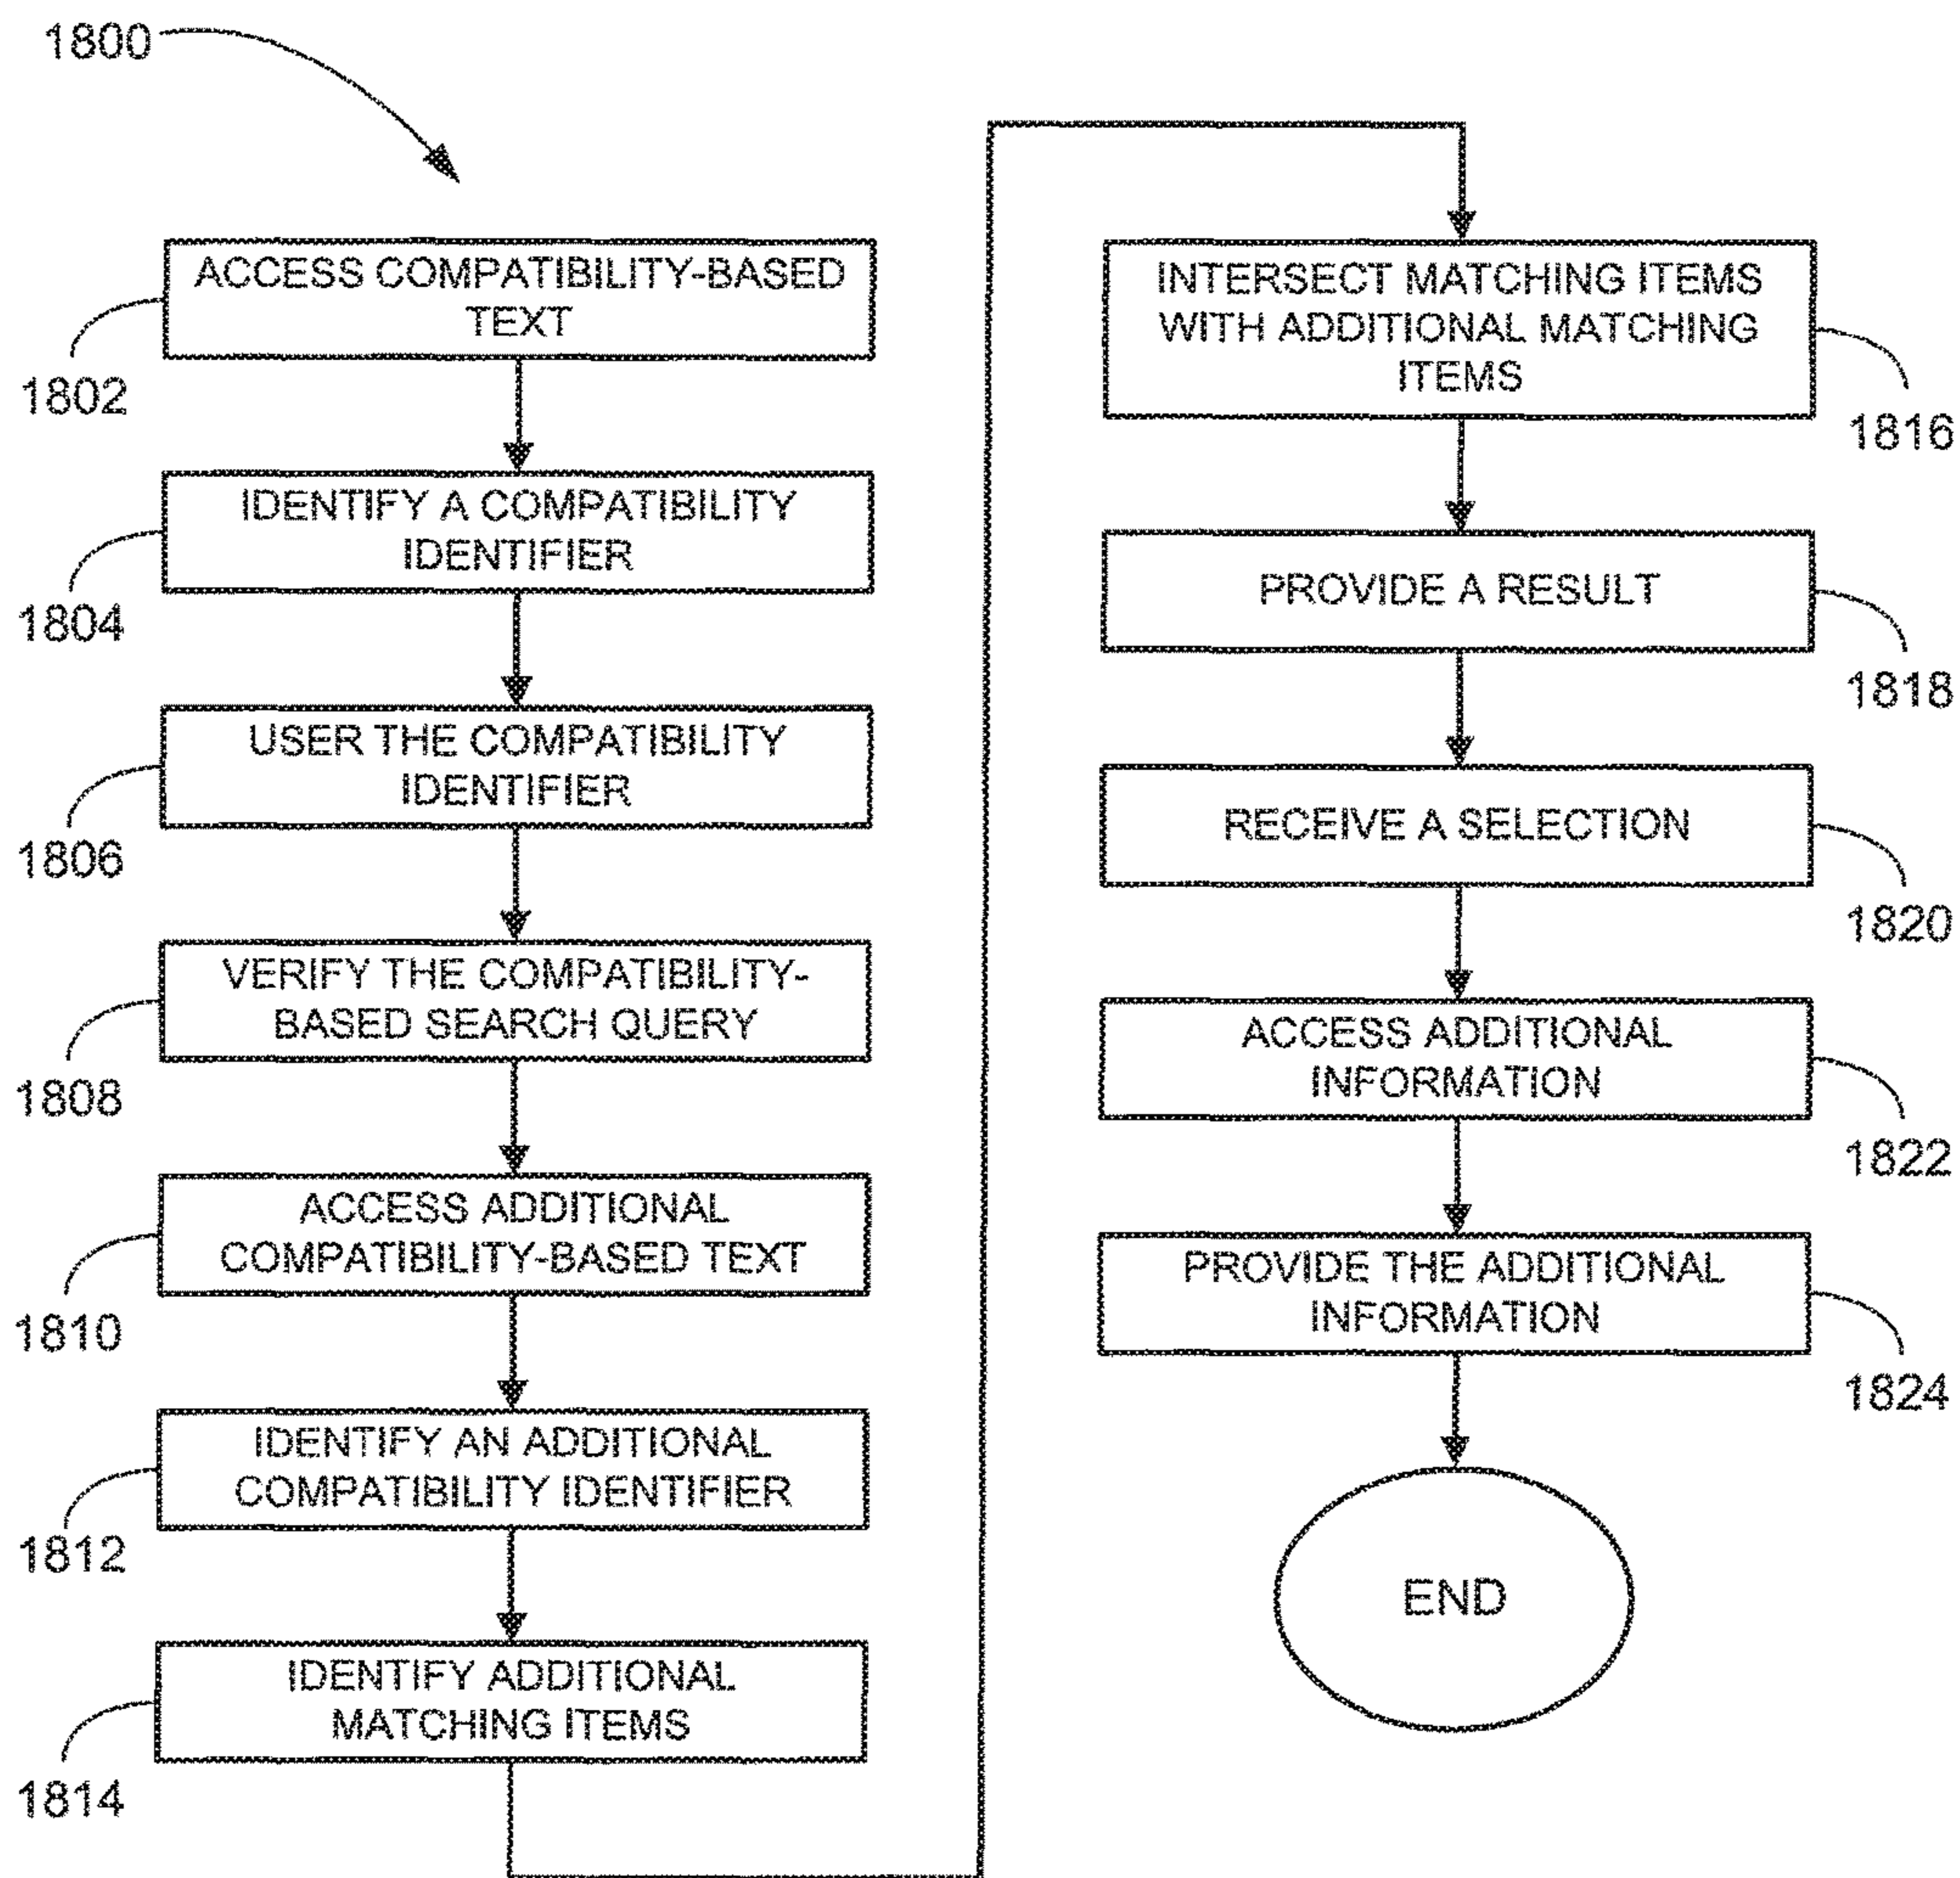 1800
ACCESS COMPATIBILITY-BASED
TEXT
1802
IDENTIFY A COMPATIBILITY
IDENTIFIER
1804
USER THE COMPATIBILITY
IDENTIFIER
1806
VERIFY THE COMPATIBILITY-
BASED SEARCH QUERY
1808
ACCESS ADDITIONAL
COMPATIBILITY-BASED TEXT
1810
IDENTIFY AN ADDITIONAL
COMPATIBILITY IDENTIFIER
1812
IDENTIFY ADDITIONAL
MATCHING ITEMS
1814
INTERSECT MATCHING ITEMS
WITH ADDITIONAL MATCHING
ITEMS
1816
PROVIDE A RESULT
1818
RECEIVE A SELECTION
1820
ACCESS ADDITIONAL
INFORMATION
1822
PROVIDE THE ADDITIONAL
INFORMATION
1824
END